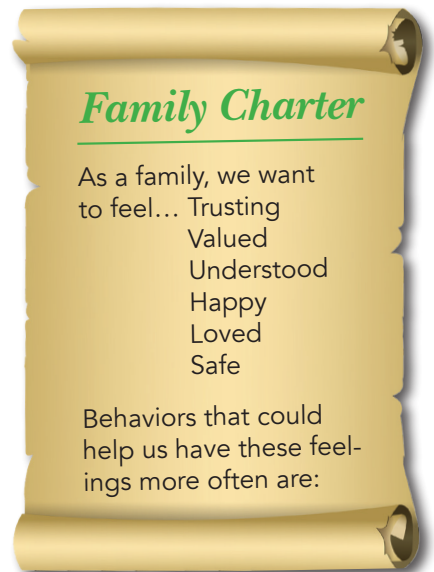 Family Charter
As a family, we want
to feel... Trusting
Valued
Understood
Happy
Loved
Safe
Behaviors that could
help us have these feel-
ings more often are: